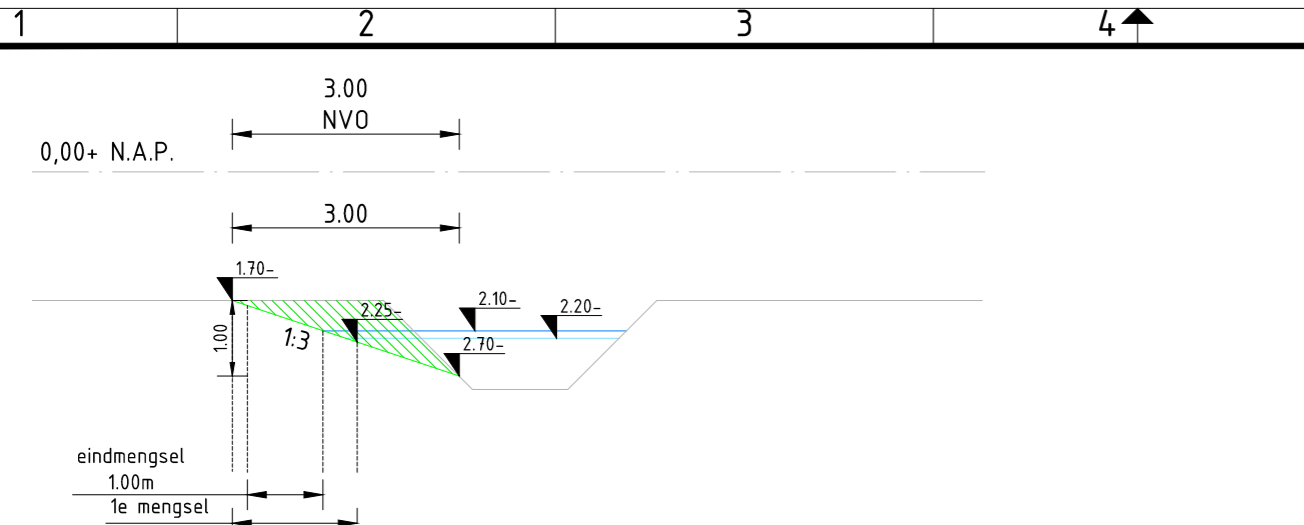 1 2 3 4
3.00
NVO
0,00+ N.A.P.
3.00
1.70-
2.25-
2.10-
2.20-
1.00
1:3
2.70-
eindmengsel
1.00m
1e mengsel